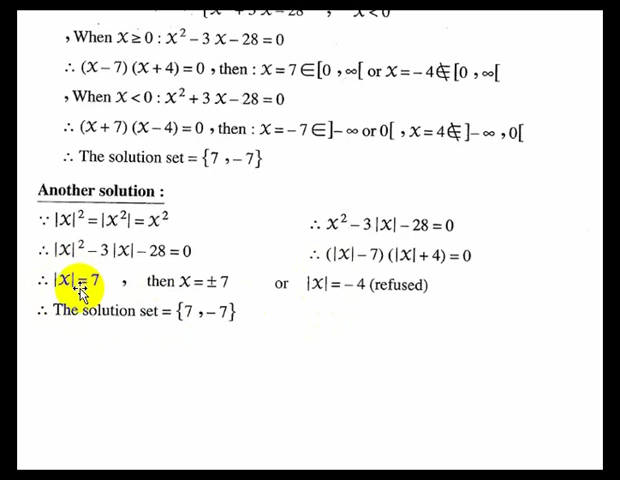 , When x ≥ 0 : x² – 3 x – 28 = 0
∴ (x – 7) (x + 4) = 0 , then : x = 7 ∈ [0 , ∞[ or x = – 4 ∉ [0 , ∞[
, When x < 0 : x² + 3 x – 28 = 0
∴ (x + 7) (x – 4) = 0 , then : x = – 7 ∈ ]– ∞ or 0[ , x = 4 ∉ ]– ∞ , 0[
∴ The solution set = {7 , – 7}
Another solution :
∵ |x|² = |x²| = x² ∴ x² – 3 |x| – 28 = 0
∴ |x|² – 3 |x| – 28 = 0 ∴ (|x| – 7) (|x| + 4) = 0
∴ |x| = 7 , then x = ± 7 or |x| = – 4 (refused)
∴ The solution set = {7 , – 7}